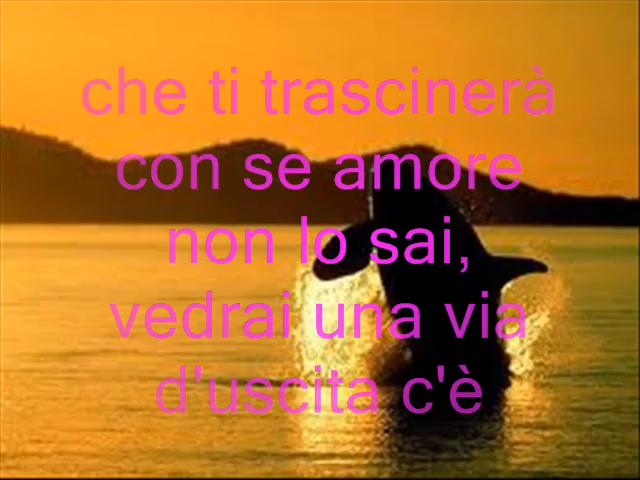 che ti trascinerà
con se amore
non lo sai,
vedrai una via
d'uscita c'è